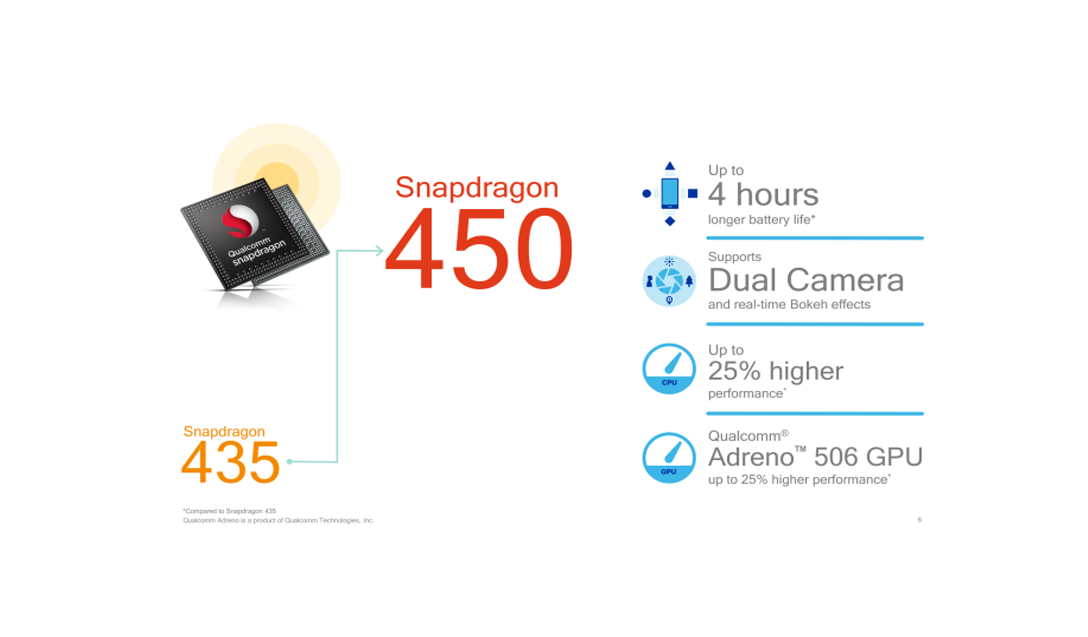 Qualcomm
snapdragon
Snapdragon
450
Snapdragon
435
Up to
4 hours
longer battery life*
Supports
Dual Camera
and real-time Bokeh effects
CPU
Up to
25% higher
performance*
GPU
Qualcomm®
Adreno™ 506 GPU
up to 25% higher performance*
*Compared to Snapdragon 435
Qualcomm Adreno is a product of Qualcomm Technologies, Inc.